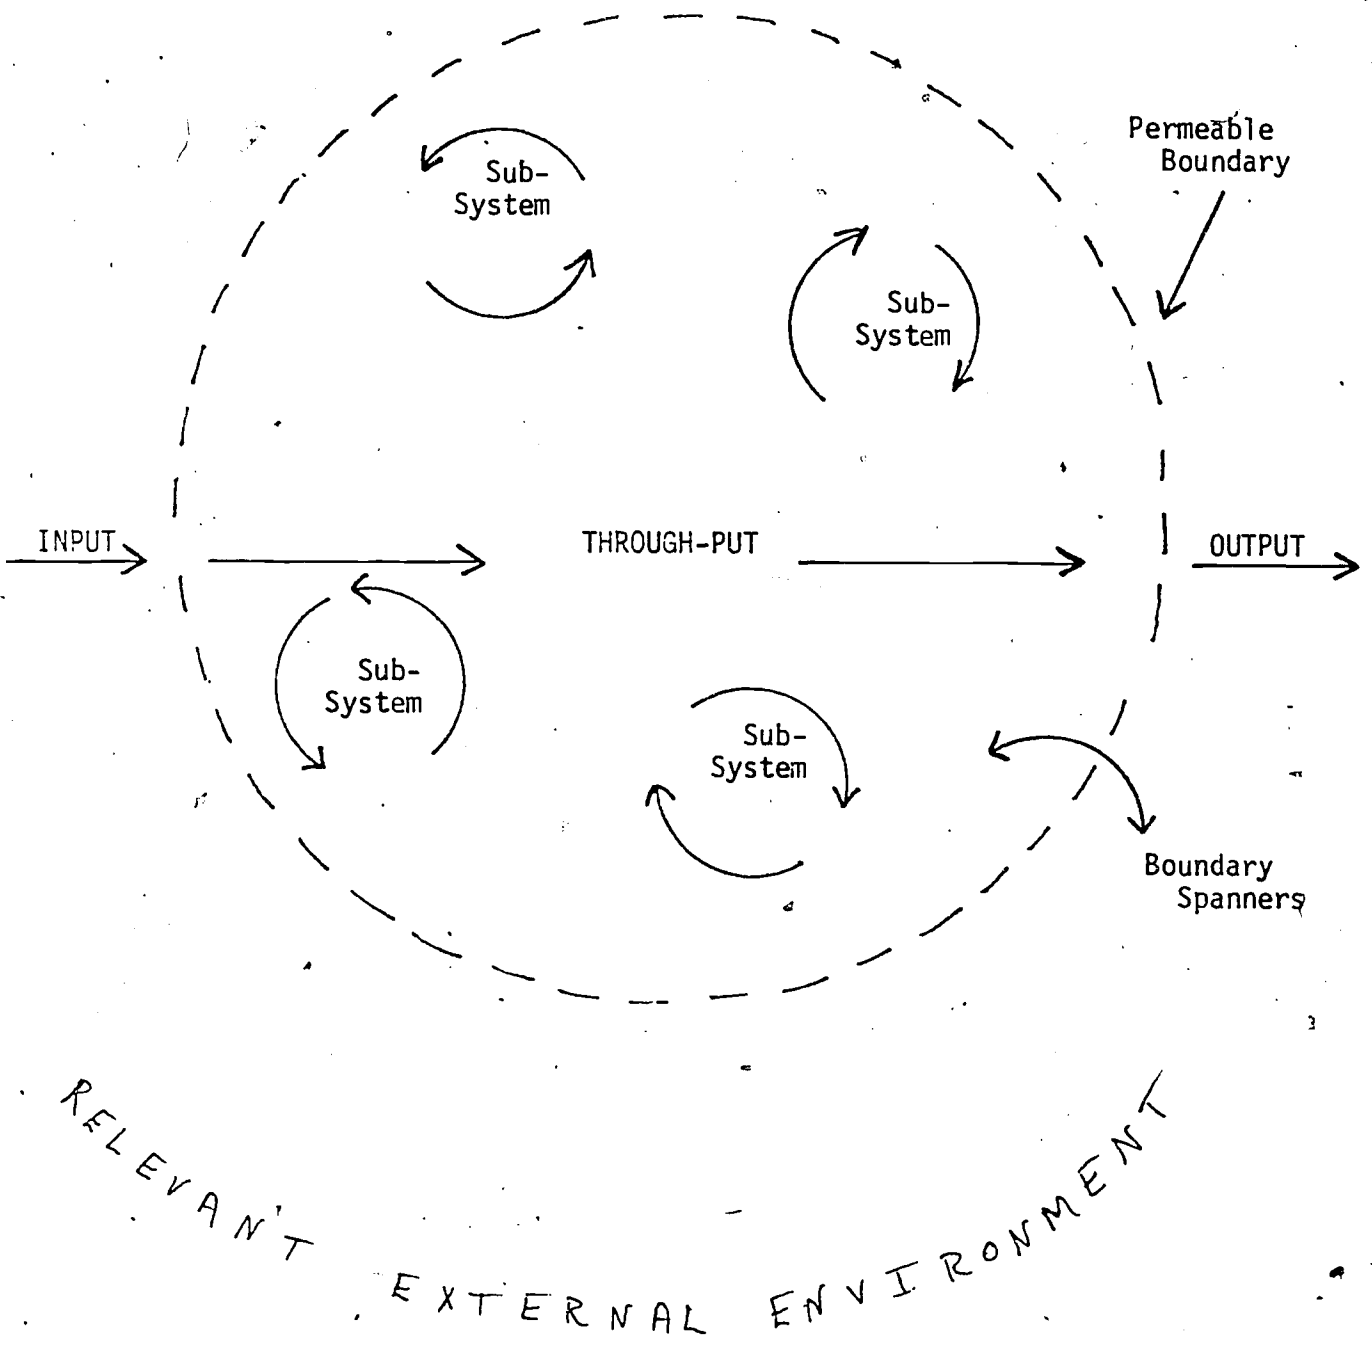 Permeable
Boundary
Sub-
System
Sub-
System
INPUT
THROUGH-PUT
OUTPUT
Sub-
System
Sub-
System
Boundary
Spanners
RELEVANT
EXTERNAL ENVIRONMENT